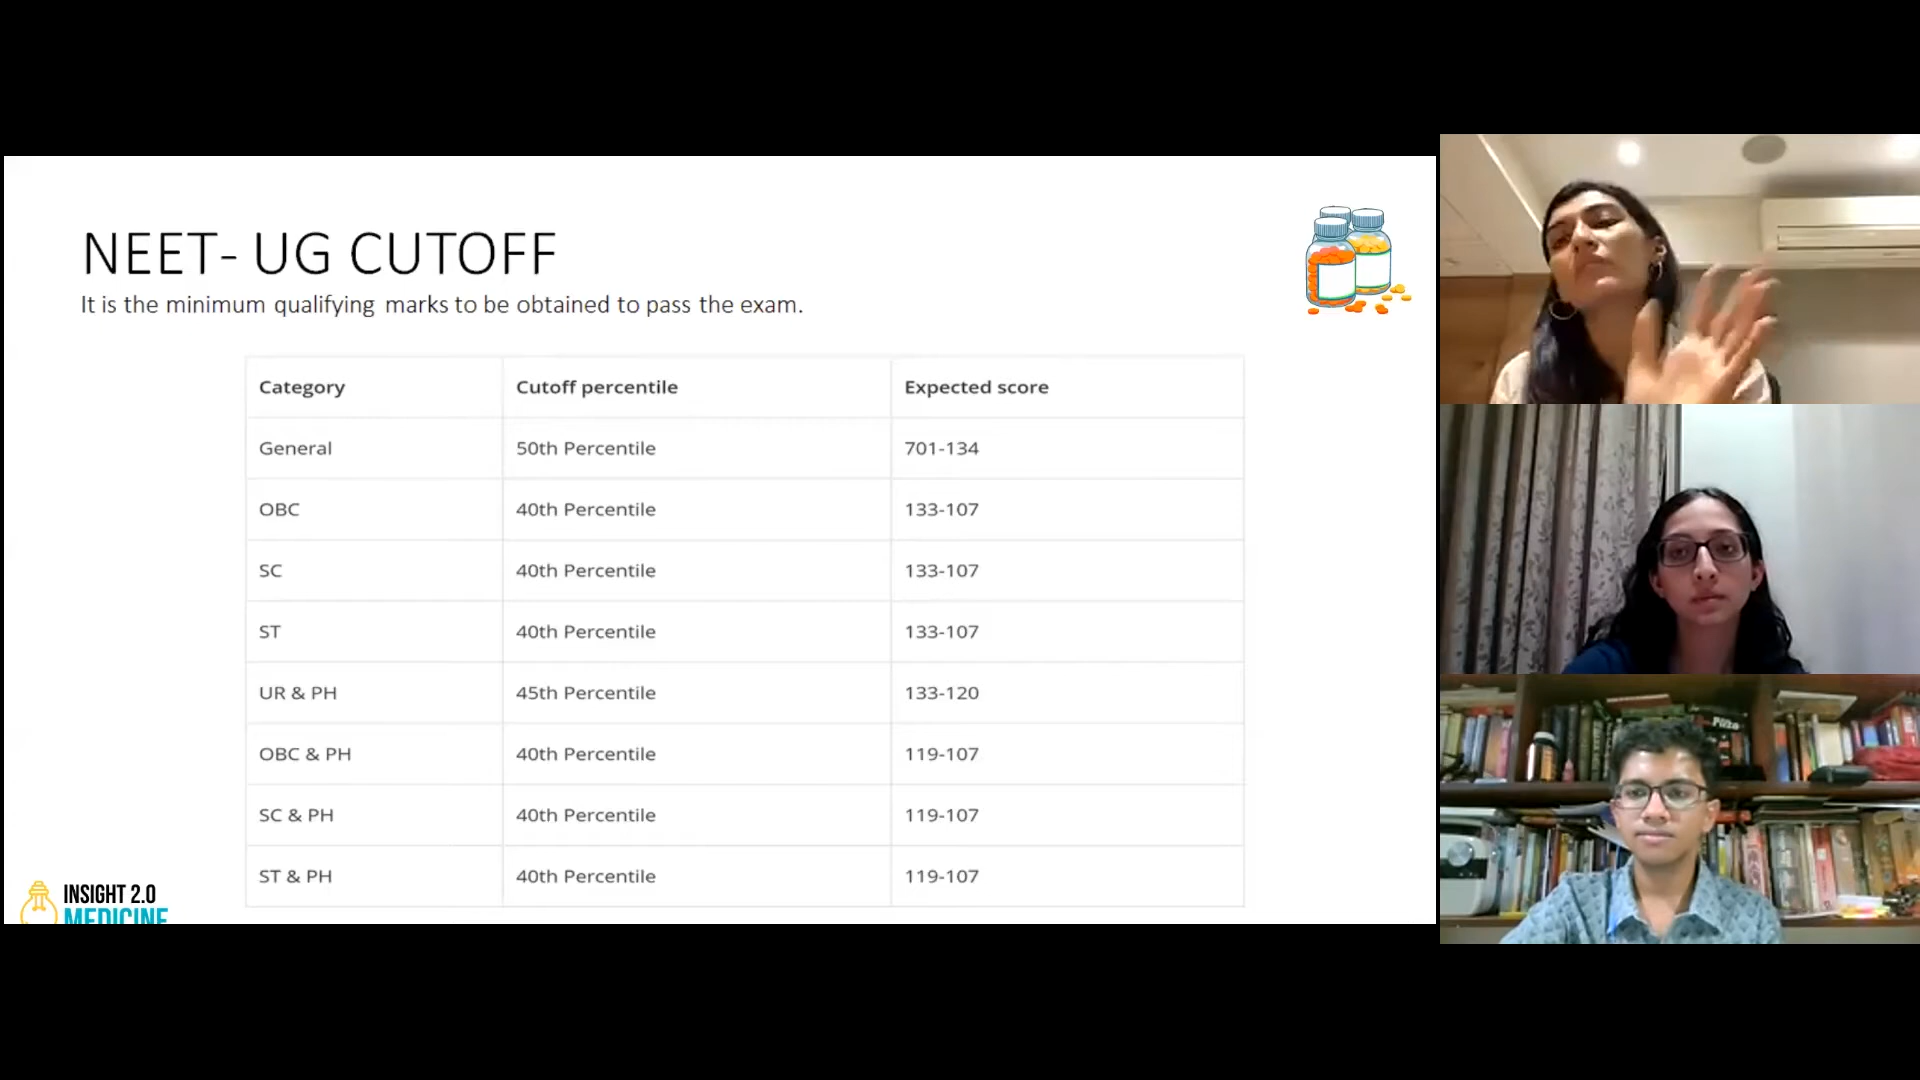 NEET- UG CUTOFF
It is the minimum qualifying marks to be obtained to pass the exam.
Category Cutoff percentile Expected score
General 50th Percentile 701-134
OBC 40th Percentile 133-107
SC 40th Percentile 133-107
ST 40th Percentile 133-107
UR & PH 45th Percentile 133-120
OBC & PH 40th Percentile 119-107
SC & PH 40th Percentile 119-107
ST & PH 40th Percentile 119-107
INSIGHT 2.0
MEDICINE